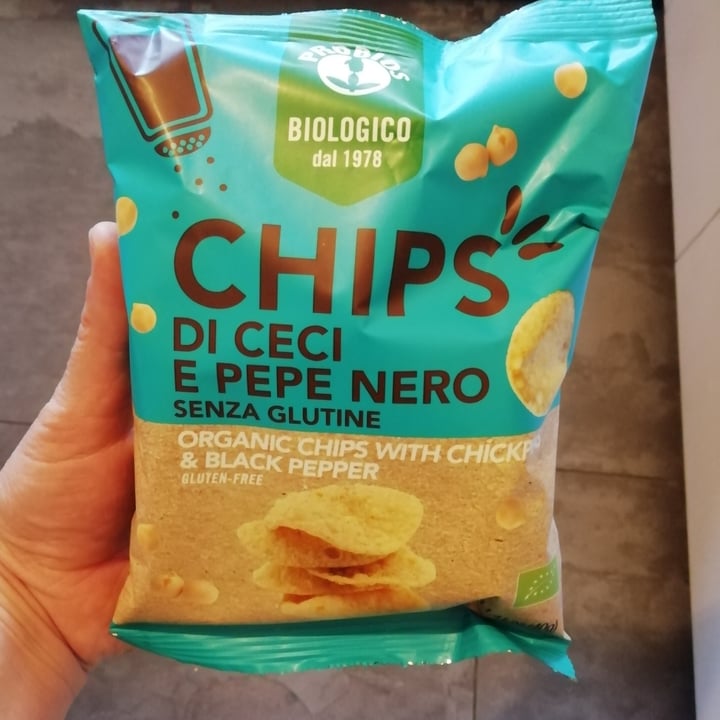 PROBIOS
BIOLOGICO
dal 1978
CHIPS
DI CECI
E PEPE NERO
SENZA GLUTINE
ORGANIC CHIPS WITH CHICKP
& BLACK PEPPER
GLUTEN-FREE